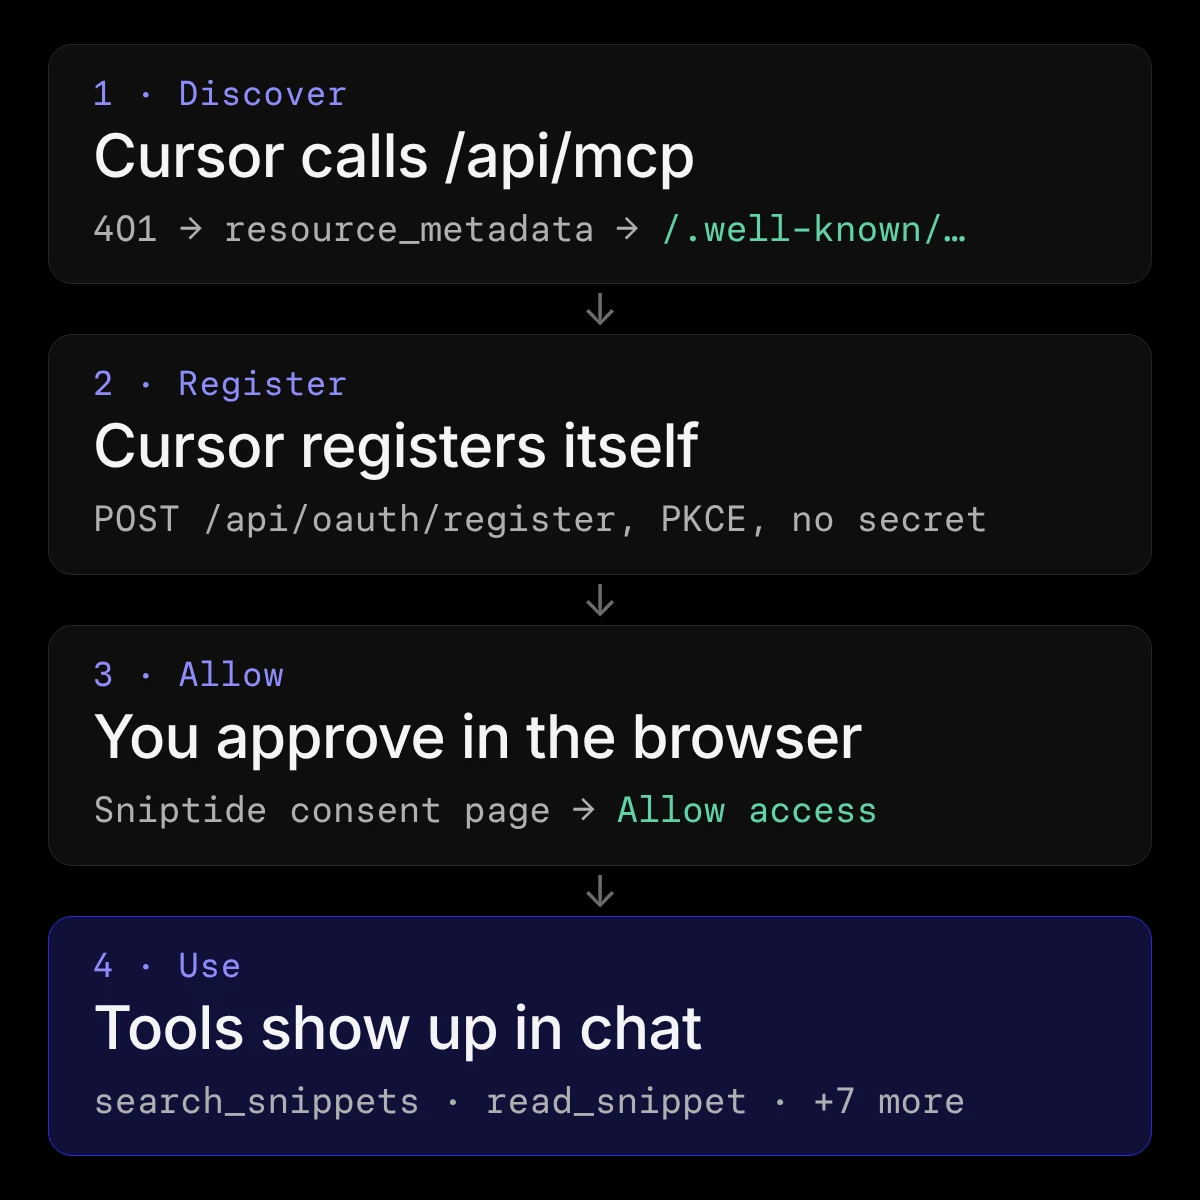 1 · Discover
Cursor calls /api/mcp
401 → resource_metadata → /.well-known/…
↓
2 · Register
Cursor registers itself
POST /api/oauth/register, PKCE, no secret
↓
3 · Allow
You approve in the browser
Sniptide consent page → Allow access
↓
4 · Use
Tools show up in chat
search_snippets · read_snippet · +7 more